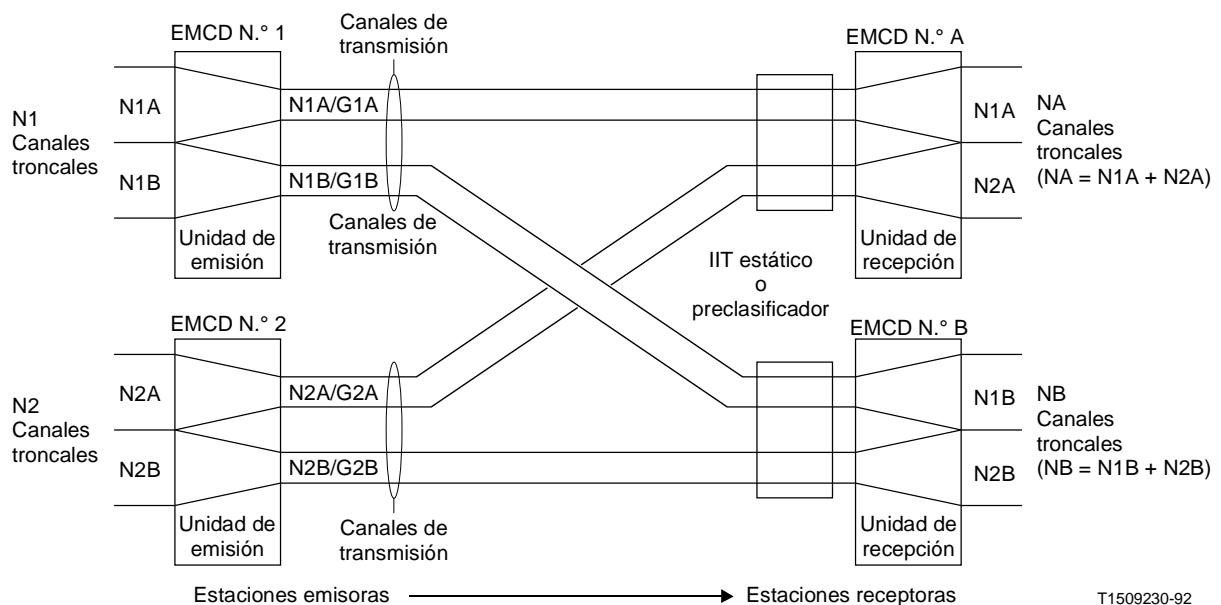 Canales de
transmisión
EMCD N.° 1
EMCD N.° A
N1
Canales
troncales
N1A
N1B
N1A/G1A
N1B/G1B
Canales de
transmisión
Unidad de
emisión
N1A
N2A
NA
Canales
troncales
(NA = N1A + N2A)
Unidad de
recepción
IIT estático
o
preclasificador
EMCD N.° 2
EMCD N.° B
N2
Canales
troncales
N2A
N2B
N2A/G2A
N2B/G2B
Canales de
transmisión
Unidad de
emisión
N1B
N2B
NB
Canales
troncales
(NB = N1B + N2B)
Unidad de
recepción
Estaciones emisoras
Estaciones receptoras
T1509230-92